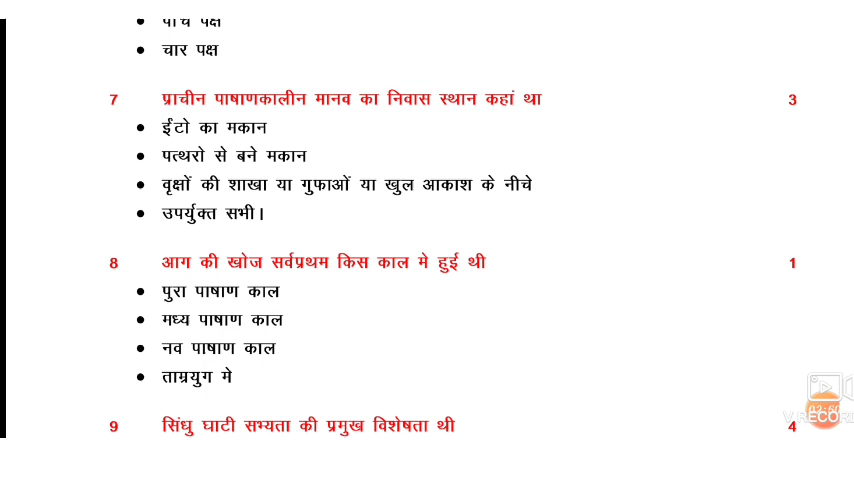 पांच पक्ष
चार पक्ष
7 प्राचीन पाषाणकालीन मानव का निवास स्थान कहां था 3
ईंटो का मकान
पत्थरो से बने मकान
वृक्षों की शाखा या गुफाओं या खुल आकाश के नीचे
उपर्युक्त सभी।
8 आग की खोज सर्वप्रथम किस काल मे हुई थी 1
पुरा पाषाण काल
मध्य पाषाण काल
नव पाषाण काल
ताम्रयुग मे
9 सिंधु घाटी सभ्यता की प्रमुख विशेषता थी 4